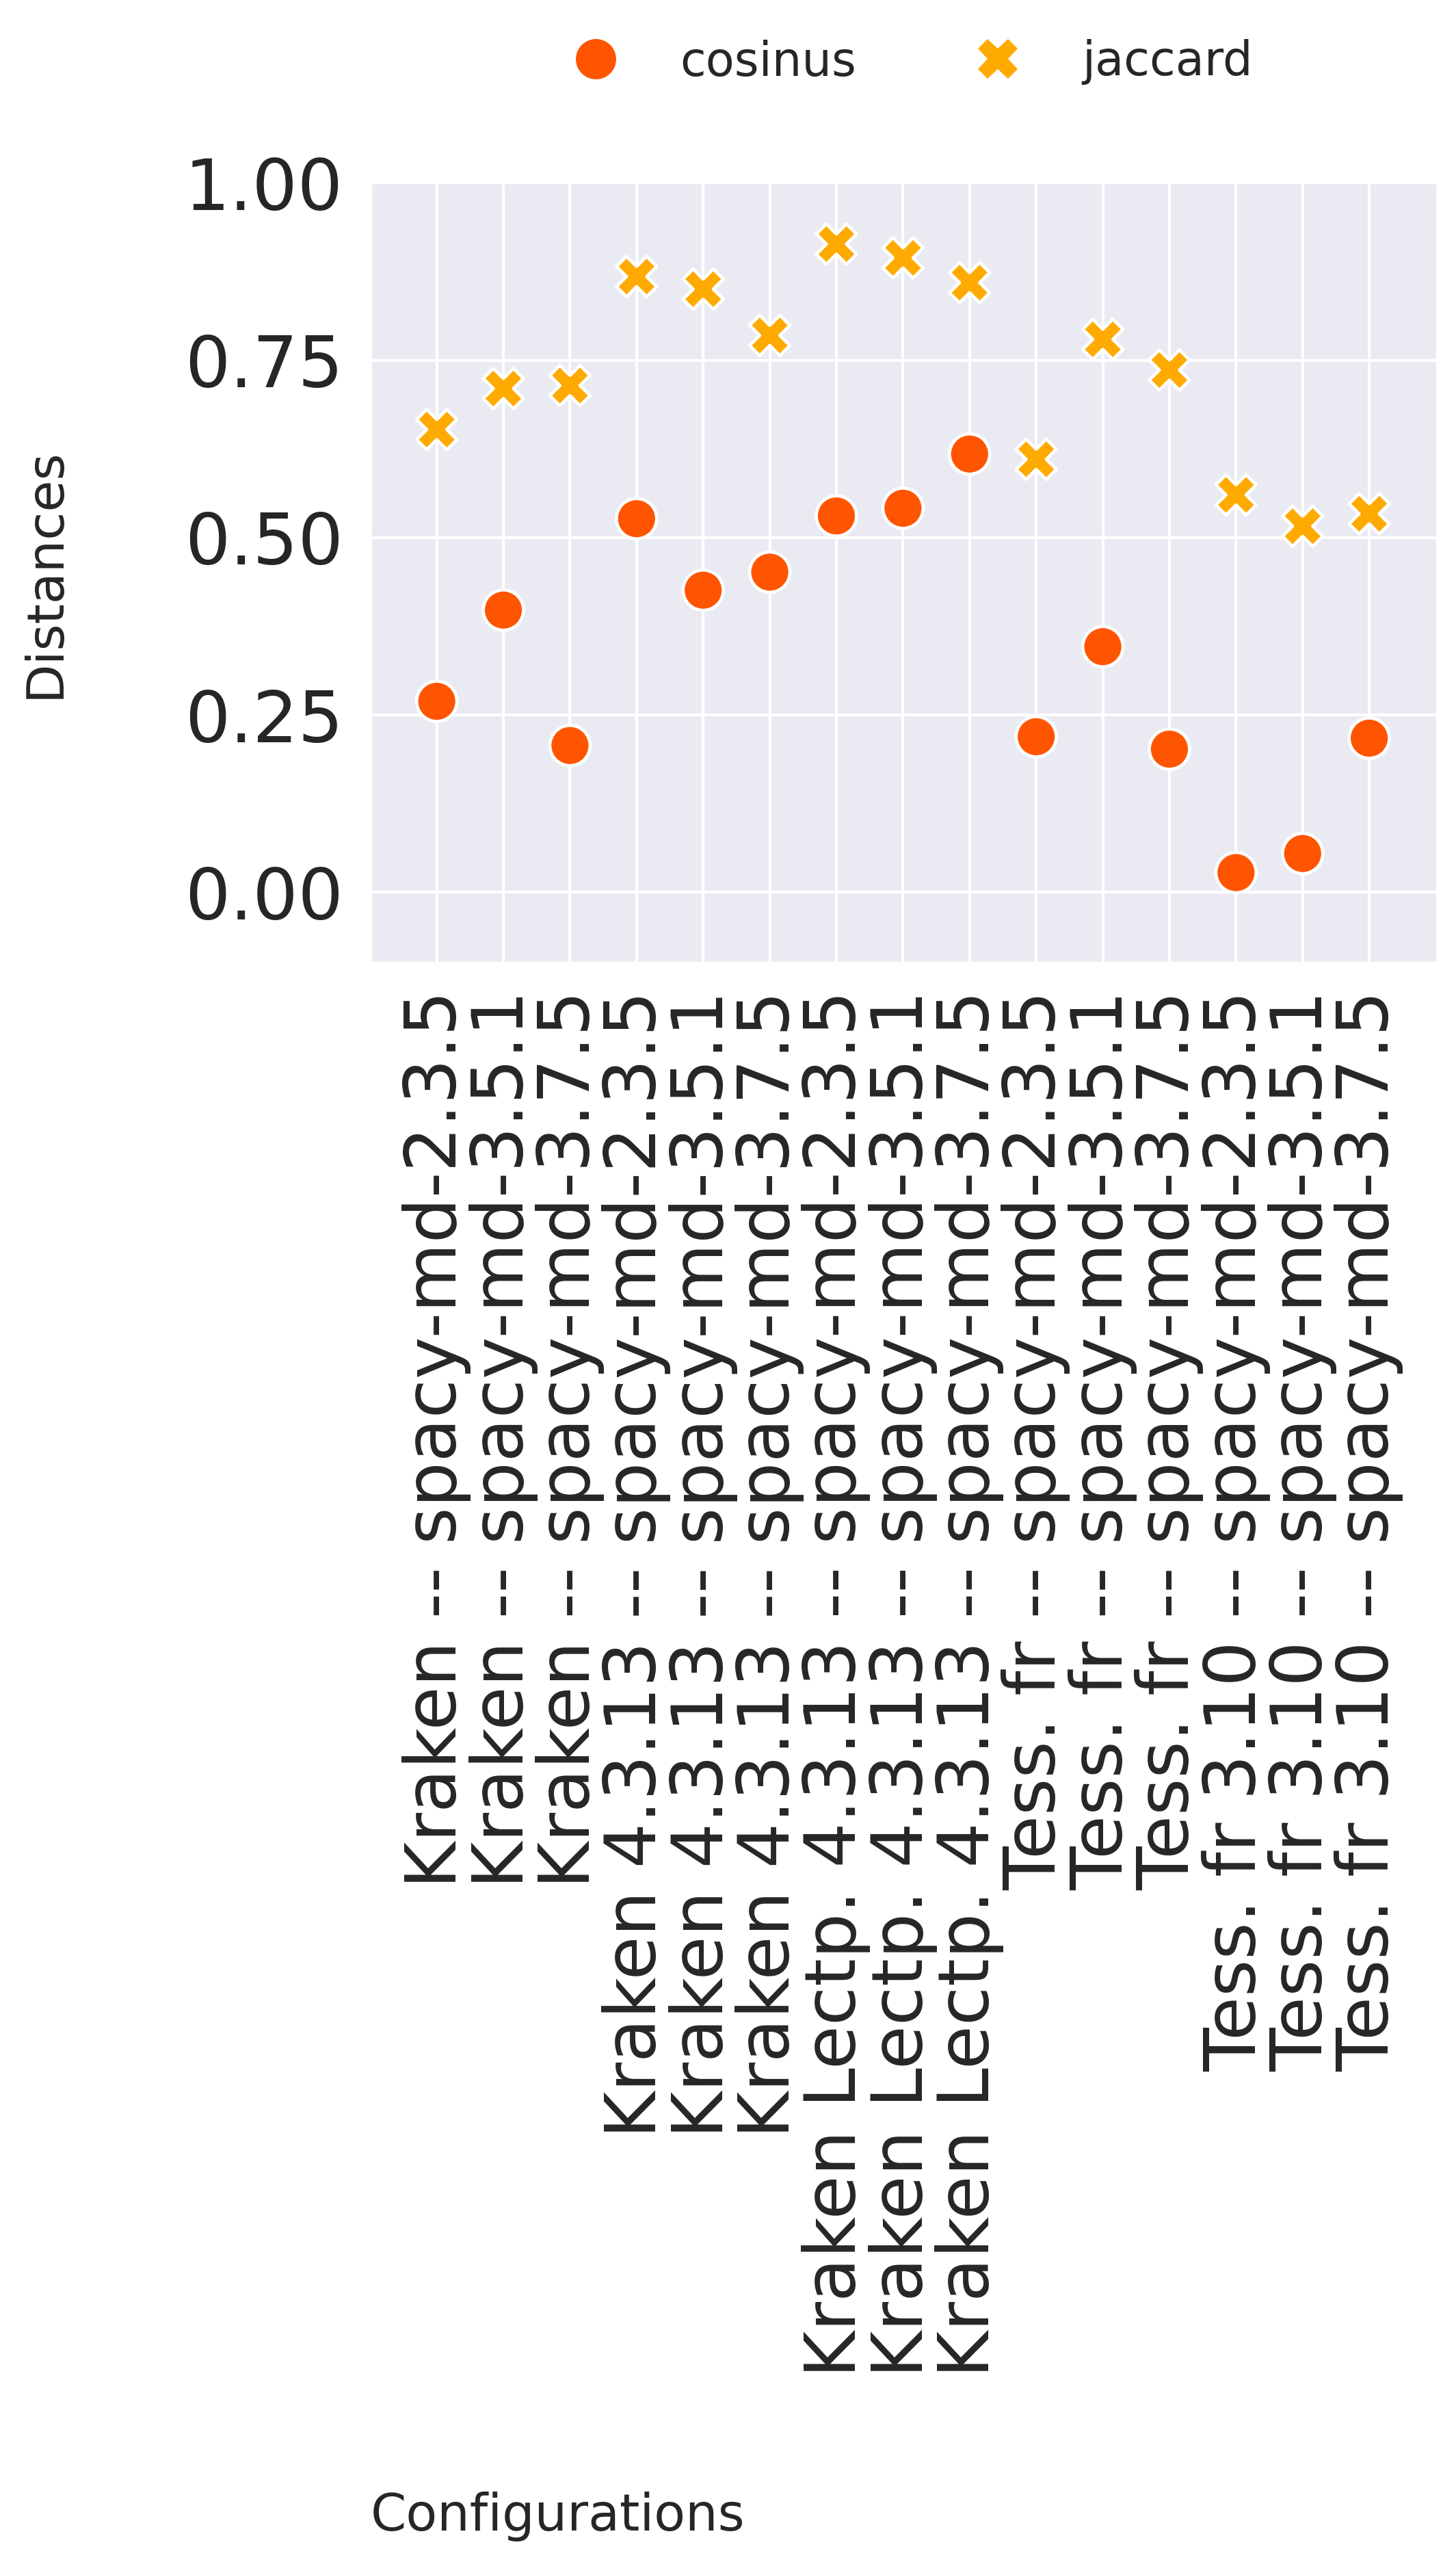 cosinus jaccard
1.00
0.75
0.50
0.25
0.00
Distances
Kraken -- spacy-md-2.3.5
Kraken -- spacy-md-3.5.1
Kraken -- spacy-md-3.7.5
Kraken 4.3.13 -- spacy-md-2.3.5
Kraken 4.3.13 -- spacy-md-3.5.1
Kraken 4.3.13 -- spacy-md-3.7.5
Kraken Lectp. 4.3.13 -- spacy-md-2.3.5
Kraken Lectp. 4.3.13 -- spacy-md-3.5.1
Kraken Lectp. 4.3.13 -- spacy-md-3.7.5
Tess. fr -- spacy-md-2.3.5
Tess. fr -- spacy-md-3.5.1
Tess. fr -- spacy-md-3.7.5
Tess. fr 3.10 -- spacy-md-2.3.5
Tess. fr 3.10 -- spacy-md-3.5.1
Tess. fr 3.10 -- spacy-md-3.7.5
Configurations